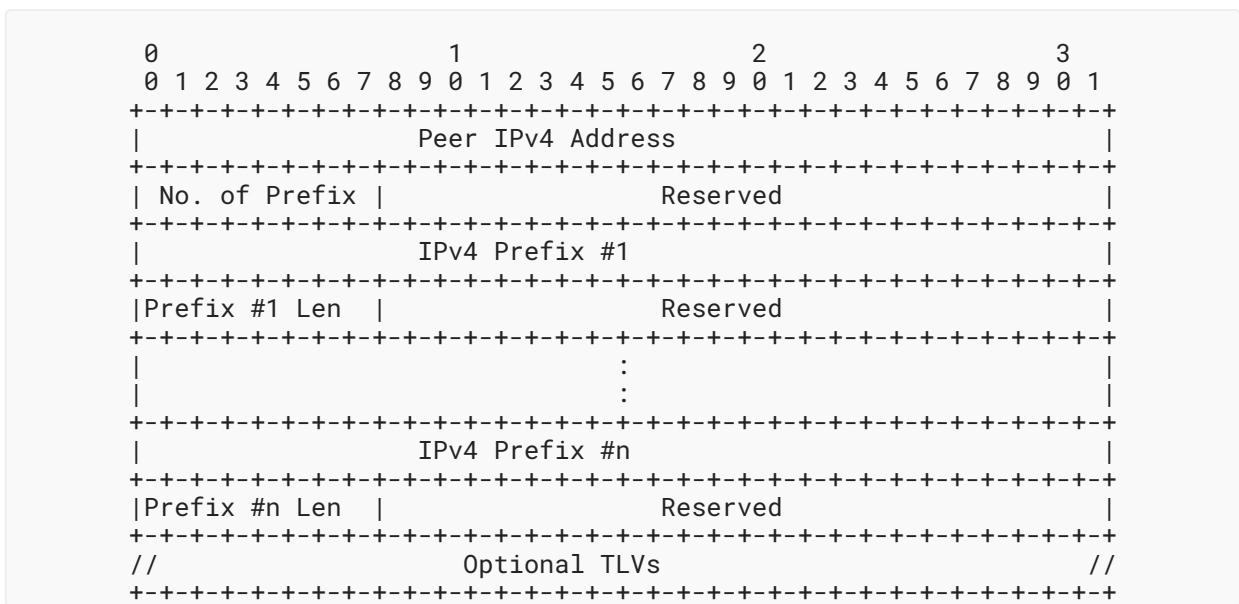 0                   1                   2                   3
 0 1 2 3 4 5 6 7 8 9 0 1 2 3 4 5 6 7 8 9 0 1 2 3 4 5 6 7 8 9 0 1
+-+-+-+-+-+-+-+-+-+-+-+-+-+-+-+-+-+-+-+-+-+-+-+-+-+-+-+-+-+-+-+-+
|                  Peer IPv4 Address                            |
+-+-+-+-+-+-+-+-+-+-+-+-+-+-+-+-+-+-+-+-+-+-+-+-+-+-+-+-+-+-+-+-+
| No. of Prefix |                  Reserved                     |
+-+-+-+-+-+-+-+-+-+-+-+-+-+-+-+-+-+-+-+-+-+-+-+-+-+-+-+-+-+-+-+-+
|                  IPv4 Prefix #1                               |
+-+-+-+-+-+-+-+-+-+-+-+-+-+-+-+-+-+-+-+-+-+-+-+-+-+-+-+-+-+-+-+-+
|Prefix #1 Len  |                  Reserved                     |
+-+-+-+-+-+-+-+-+-+-+-+-+-+-+-+-+-+-+-+-+-+-+-+-+-+-+-+-+-+-+-+-+
|                               :                               |
|                               :                               |
+-+-+-+-+-+-+-+-+-+-+-+-+-+-+-+-+-+-+-+-+-+-+-+-+-+-+-+-+-+-+-+-+
|                  IPv4 Prefix #n                               |
+-+-+-+-+-+-+-+-+-+-+-+-+-+-+-+-+-+-+-+-+-+-+-+-+-+-+-+-+-+-+-+-+
|Prefix #n Len  |                  Reserved                     |
+-+-+-+-+-+-+-+-+-+-+-+-+-+-+-+-+-+-+-+-+-+-+-+-+-+-+-+-+-+-+-+-+
//                    Optional TLVs                            //
+-+-+-+-+-+-+-+-+-+-+-+-+-+-+-+-+-+-+-+-+-+-+-+-+-+-+-+-+-+-+-+-+